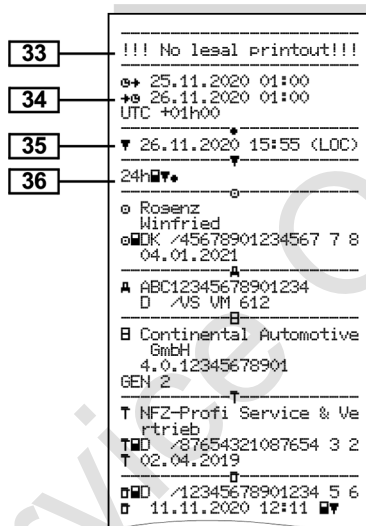 33
!!! No legal printout!!!
25.11.2020 01:00
34
26.11.2020 01:00
UTC +01h00
35
▼ 26.11.2020 15:55 (LOC)
36
24h▼●
Rogenz
Winfried
DK /45678901234567 7 8
04.01.2021
A
A ABC12345678901234
D /VS VM 612
B
B Continental Automotive
GmbH
4.0.12345678901
GEN 2
T
T NFZ-Profi Service & Ve
rtrieb
T D /87654321087654 3 2
T 02.04.2019
D /12345678901234 5 6
11.11.2020 12:11 ▼